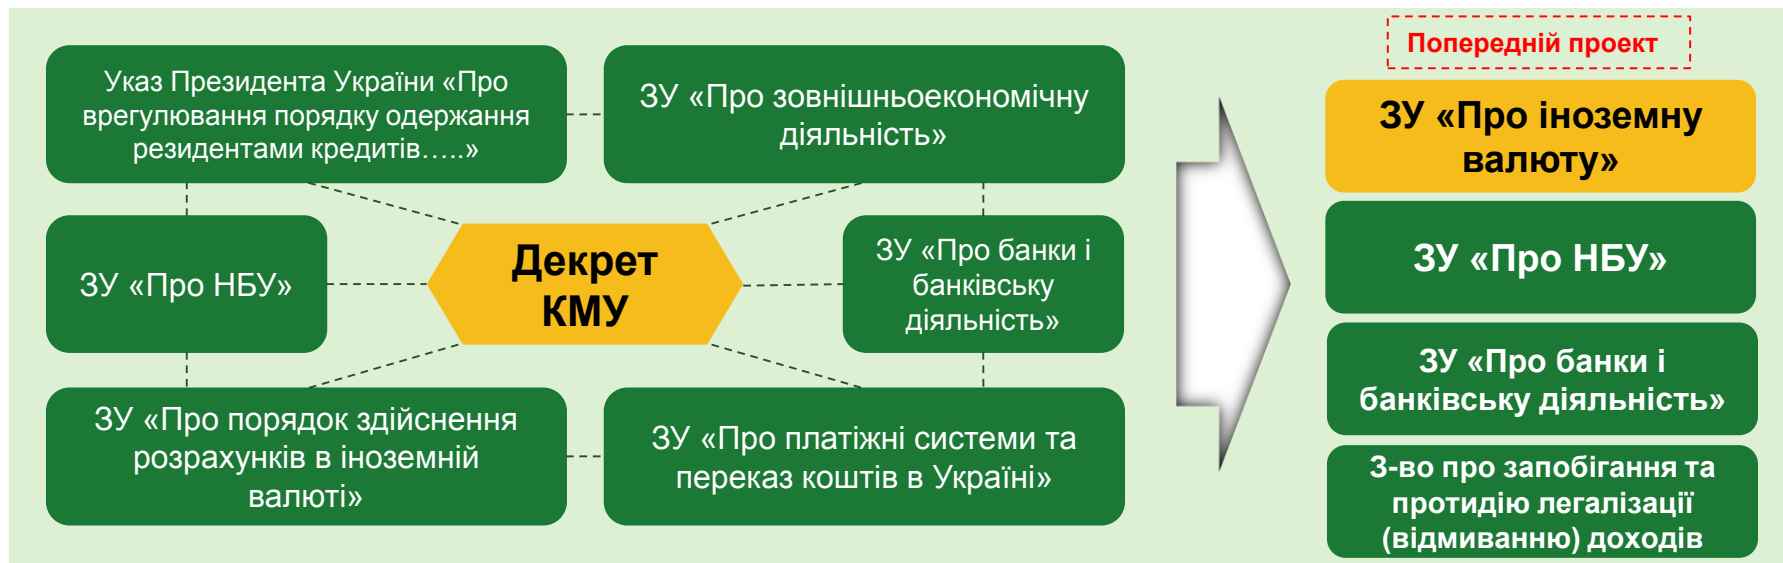 Указ Президента України «Про
врегулювання порядку одержання
резидентами кредитів…..»
ЗУ «Про зовнішньоекономічну
діяльність»
ЗУ «Про НБУ»
Декрет
КМУ
ЗУ «Про банки і
банківську
діяльність»
ЗУ «Про порядок здійснення
розрахунків в іноземній
валюті»
ЗУ «Про платіжні системи та
переказ коштів в Україні»
Попередній проект
ЗУ «Про іноземну
валюту»
ЗУ «Про НБУ»
ЗУ «Про банки і
банківську діяльність»
З-во про запобігання та
протидію легалізації
(відмиванню) доходів